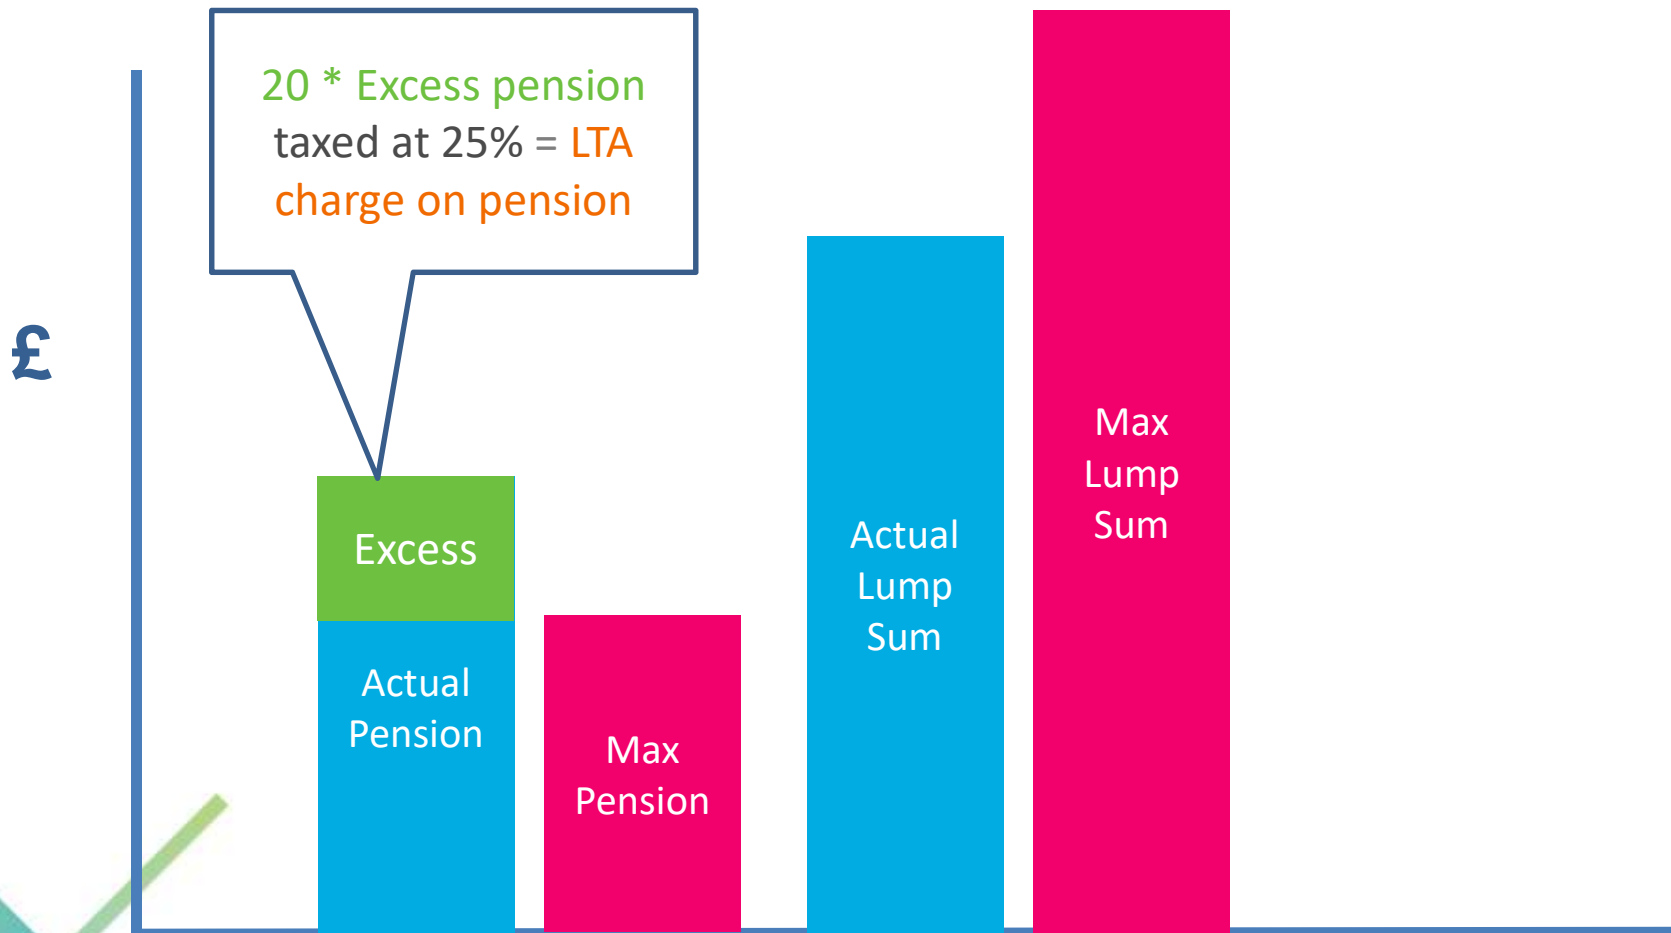 20 * Excess pension
taxed at 25% = LTA
charge on pension
£
Excess
Actual
Pension
Max
Pension
Actual
Lump
Sum
Max
Lump
Sum